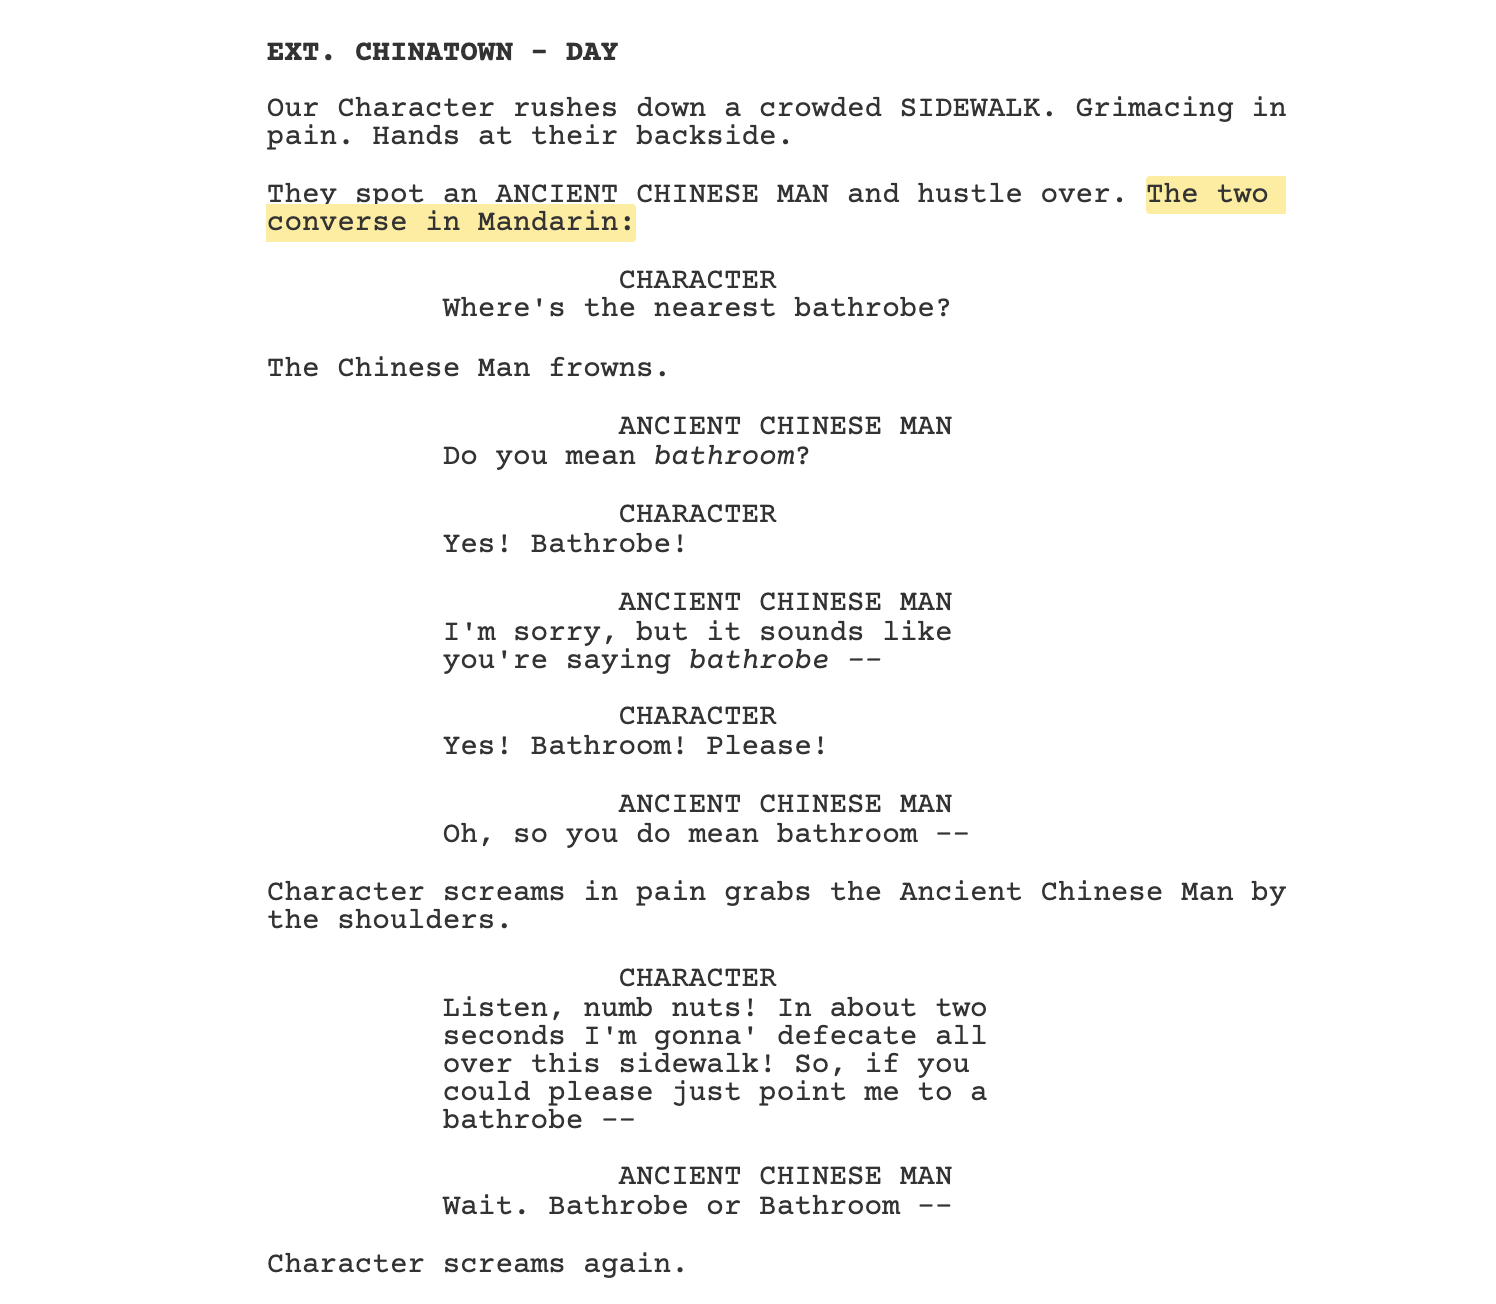 EXT. CHINATOWN - DAY
Our Character rushes down a crowded SIDEWALK. Grimacing in
pain. Hands at their backside.
They spot an ANCIENT CHINESE MAN and hustle over. The two
converse in Mandarin:
CHARACTER
Where's the nearest bathrobe?
The Chinese Man frowns.
ANCIENT CHINESE MAN
Do you mean bathroom?
CHARACTER
Yes! Bathrobe!
ANCIENT CHINESE MAN
I'm sorry, but it sounds like
you're saying bathrobe --
CHARACTER
Yes! Bathroom! Please!
ANCIENT CHINESE MAN
Oh, so you do mean bathroom --
Character screams in pain grabs the Ancient Chinese Man by
the shoulders.
CHARACTER
Listen, numb nuts! In about two
seconds I'm gonna' defecate all
over this sidewalk! So, if you
could please just point me to a
bathrobe --
ANCIENT CHINESE MAN
Wait. Bathrobe or Bathroom --
Character screams again.